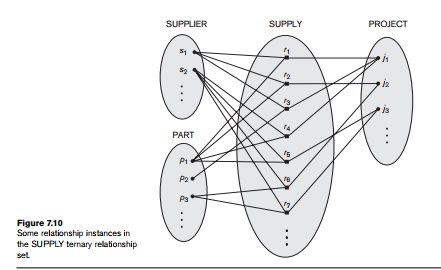 SUPPLIER SUPPLY PROJECT
s1 r1 j1
s2 r2 j2
r3 j3
r4
PART
p1 r5
p2 r6
p3 r7
Figure 7.10
Some relationship instances in
the SUPPLY ternary relationship
set.